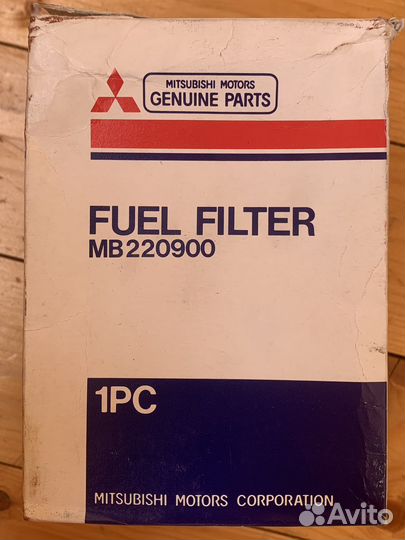 MITSUBISHI MOTORS
GENUINE PARTS
FUEL FILTER
MB220900
1PC
MITSUBISHI MOTORS CORPORATION
Avito